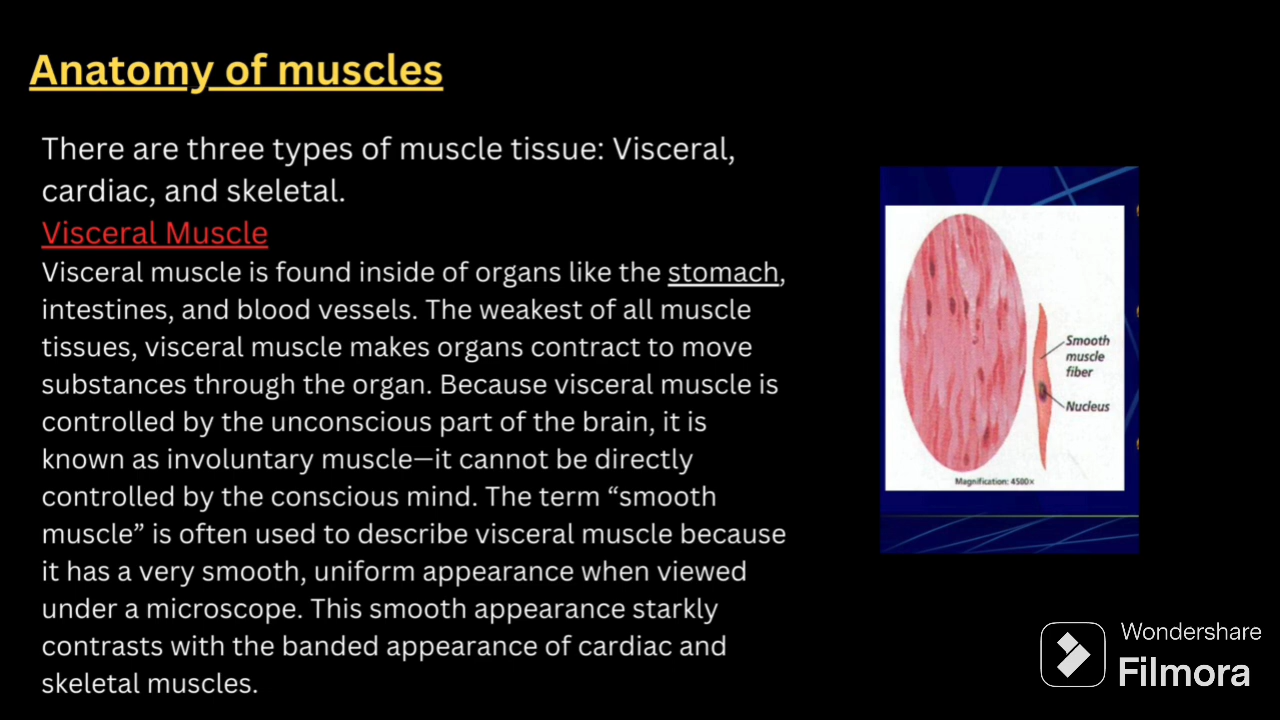 Anatomy of muscles
There are three types of muscle tissue: Visceral,
cardiac, and skeletal.
Visceral Muscle
Visceral muscle is found inside of organs like the stomach,
intestines, and blood vessels. The weakest of all muscle
tissues, visceral muscle makes organs contract to move
substances through the organ. Because visceral muscle is
controlled by the unconscious part of the brain, it is
known as involuntary muscle—it cannot be directly
controlled by the conscious mind. The term “smooth
muscle” is often used to describe visceral muscle because
it has a very smooth, uniform appearance when viewed
under a microscope. This smooth appearance starkly
contrasts with the banded appearance of cardiac and
skeletal muscles.
Smooth
muscle
fiber
Nucleus
Magnification: 4500×
Wondershare
Filmora